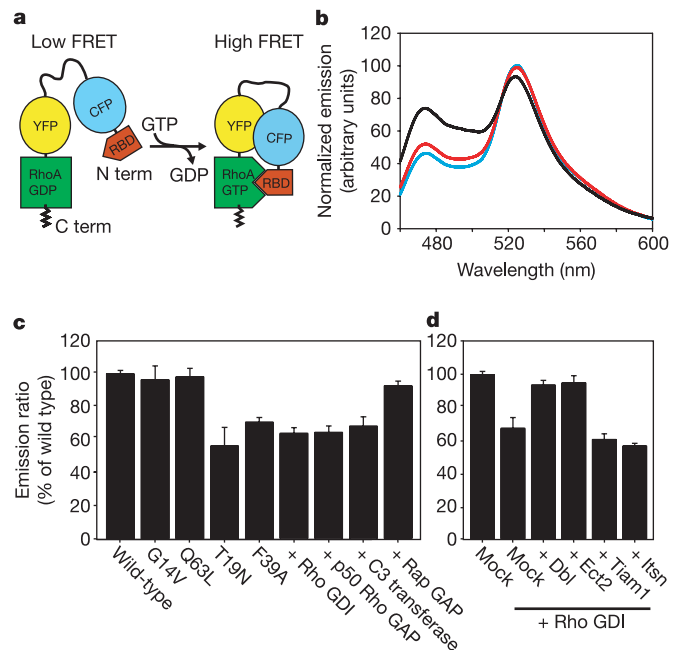 a
Low FRET
High FRET
YFP
CFP
RBD
RhoA
GDP
N term
C term
GTP
GDP
YFP
CFP
RhoA
GTP
RBD
b
Normalized emission
(arbitrary units)
120
100
80
60
40
20
0
480
520
560
600
Wavelength (nm)
c
Emission ratio
(% of wild type)
120
100
80
60
40
20
0
Wild-type
G14V
Q63L
T19N
F39A
+ Rho GDI
+ p50 Rho GAP
+ C3 transferase
+ Rap GAP
d
120
100
80
60
40
20
0
Mock
Mock
+ Dbl
+ Ect2
+ Tiam1
+ Itsn
+ Rho GDI